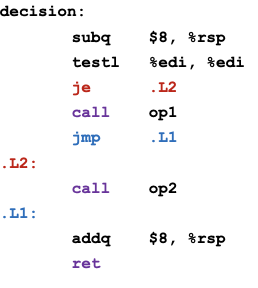 decision:
subq $8, %rsp
testl %edi, %edi
je .L2
call op1
jmp .L1
.L2:
call op2
.L1:
addq $8, %rsp
ret